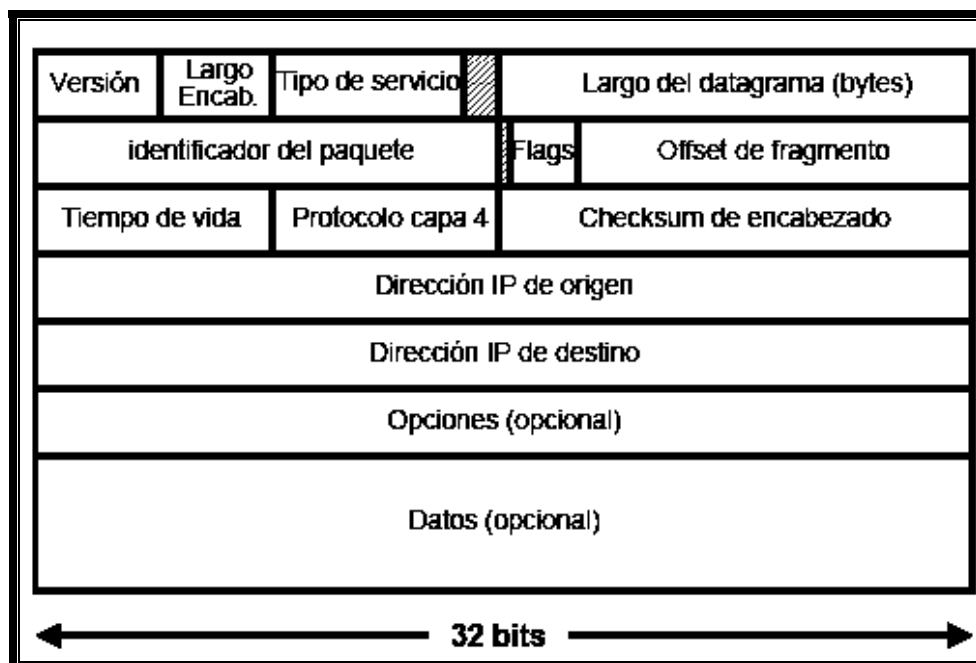 Versión
Largo
Encab.
Tipo de servicio
Largo del datagrama (bytes)
identificador del paquete
Flags
Offset de fragmento
Tiempo de vida
Protocolo capa 4
Checksum de encabezado
Dirección IP de origen
Dirección IP de destino
Opciones (opcional)
Datos (opcional)
32 bits